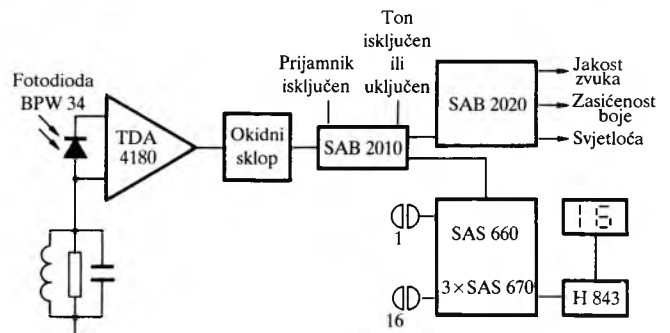 Fotodioda
BPW 34
TDA
4180
Okidni
sklop
Prijamnik
isključen
Ton
isključen
ili
uključen
SAB 2010
SAB 2020
Jakost
zvuka
Zasićenost
boje
Svjetloća
1
16
SAS 660
3×SAS 670
16
H 843